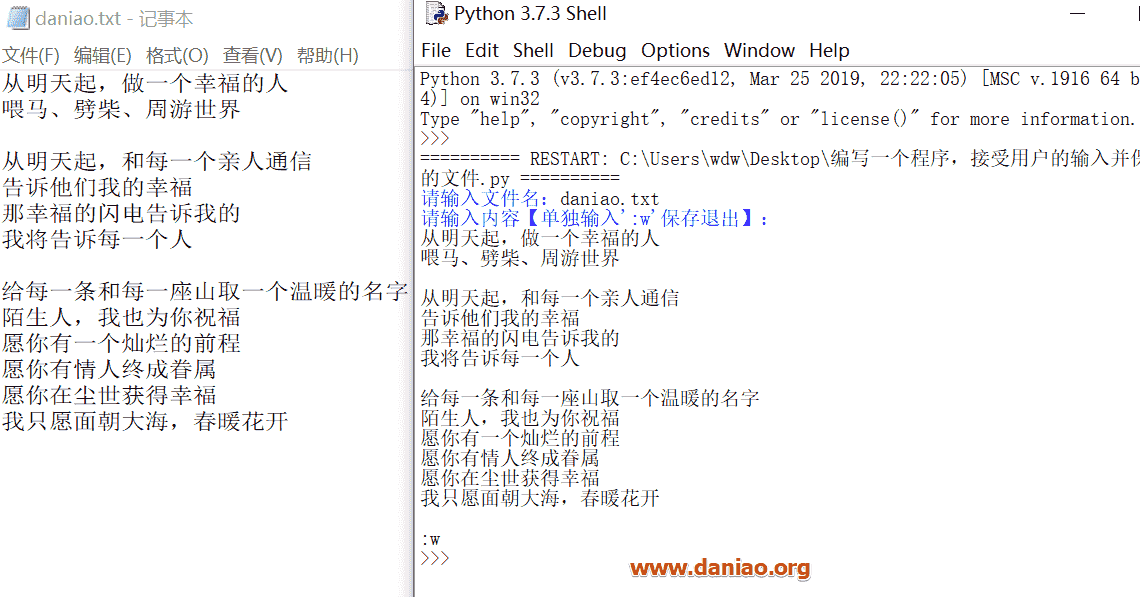 daniao.txt - 记事本
文件(F) 编辑(E) 格式(O) 查看(V) 帮助(H)
从明天起，做一个幸福的人
喂马、劈柴、周游世界
从明天起，和每一个亲人通信
告诉他们我的幸福
那幸福的闪电告诉我的
我将告诉每一个人
给每一条和每一座山取一个温暖的名字
陌生人，我也为你祝福
愿你有一个灿烂的前程
愿你有情人终成眷属
愿你在尘世获得幸福
我只愿面朝大海，春暖花开
Python 3.7.3 Shell
File Edit Shell Debug Options Window Help
Python 3.7.3 (v3.7.3:ef4ec6ed12, Mar 25 2019, 22:22:05) [MSC v.1916 64 b
4)] on win32
Type "help", "copyright", "credits" or "license()" for more information.
>>>
========== RESTART: C:\Users\wdw\Desktop\编写一个程序，接受用户的输入并保
的文件.py ==========
请输入文件名：daniao.txt
请输入内容【单独输入':w'保存退出】：
从明天起，做一个幸福的人
喂马、劈柴、周游世界
从明天起，和每一个亲人通信
告诉他们我的幸福
那幸福的闪电告诉我的
我将告诉每一个人
给每一条和每一座山取一个温暖的名字
陌生人，我也为你祝福
愿你有一个灿烂的前程
愿你有情人终成眷属
愿你在尘世获得幸福
我只愿面朝大海，春暖花开
:w
>>>
www.daniao.org